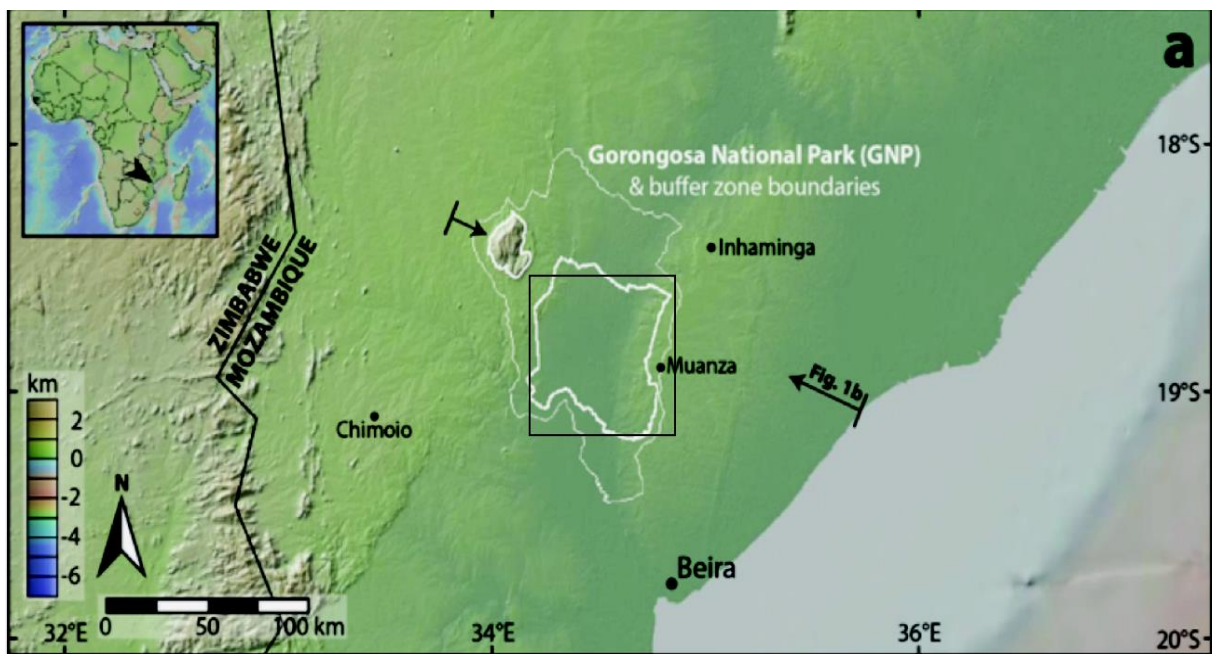 a
18°S
Gorongosa National Park (GNP)
& buffer zone boundaries
Inhaminga
ZIMBABWE
MOZAMBIQUE
Muanza
Fig. 1b
19°S
km
2
0
-2
-4
-6
Chimoio
N
Beira
0 50 100 km
32°E 34°E 36°E 20°S